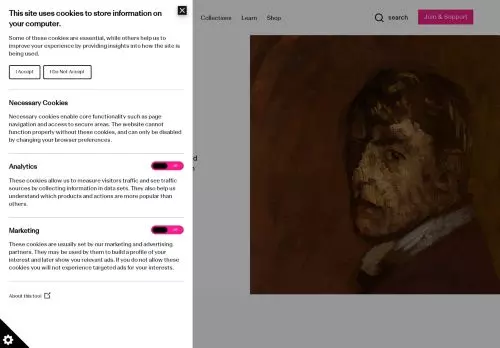 This site uses cookies to store information on
your computer.
Some of these cookies are essential, while others help us to
improve your experience by providing insights into how the site is
being used.
I Accept
I Do Not Accept
Necessary Cookies
Necessary cookies enable core functionality such as page
navigation and access to secure areas. The website cannot
function properly without these cookies, and can only be disabled
by changing your browser preferences.
Analytics
These cookies allow us to measure visitors traffic and see traffic
sources by collecting information in data sets. They also help us
understand which products and actions are more popular than
others.
Marketing
These cookies are usually set by our marketing and advertising
partners. They may be used by them to build a profile of your
interest and later show you relevant ads. If you do not allow these
cookies you will not experience targeted ads for your interests.
About this tool
Collections Learn Shop
search
Join & Support